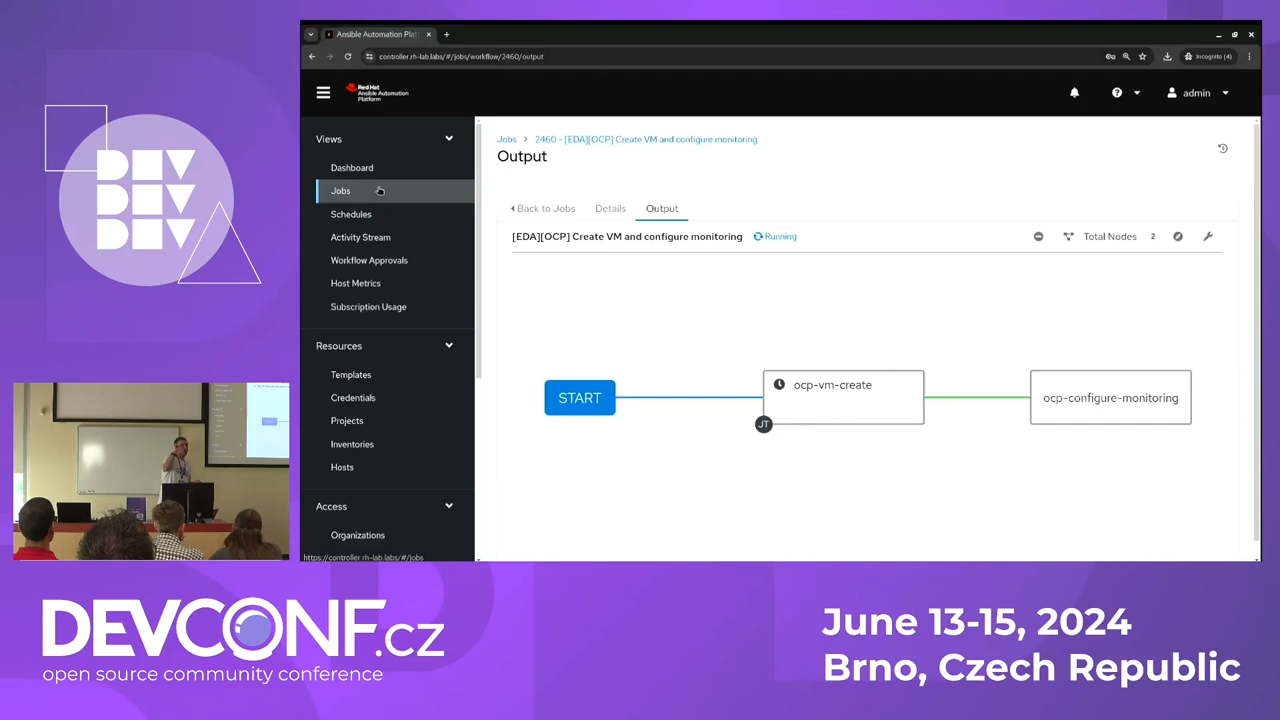 DEV
DEV
DEV
Ansible Automation Plat
controller.rh-lab.labs/#/jobs/workflow/2460/output
Incognito (4)
Red Hat
Ansible Automation
Platform
admin
Views
Dashboard
Jobs
Schedules
Activity Stream
Workflow Approvals
Host Metrics
Subscription Usage
Resources
Templates
Credentials
Projects
Inventories
Hosts
Access
Organizations
https://controller.rh-lab.labs/#/jobs
Jobs > 2460 - [EDA][OCP] Create VM and configure monitoring
Output
Back to Jobs Details Output
[EDA][OCP] Create VM and configure monitoring Running Total Nodes 2
START
ocp-vm-create
JT
ocp-configure-monitoring
DEVCONF.cz
open source community conference
June 13-15, 2024
Brno, Czech Republic